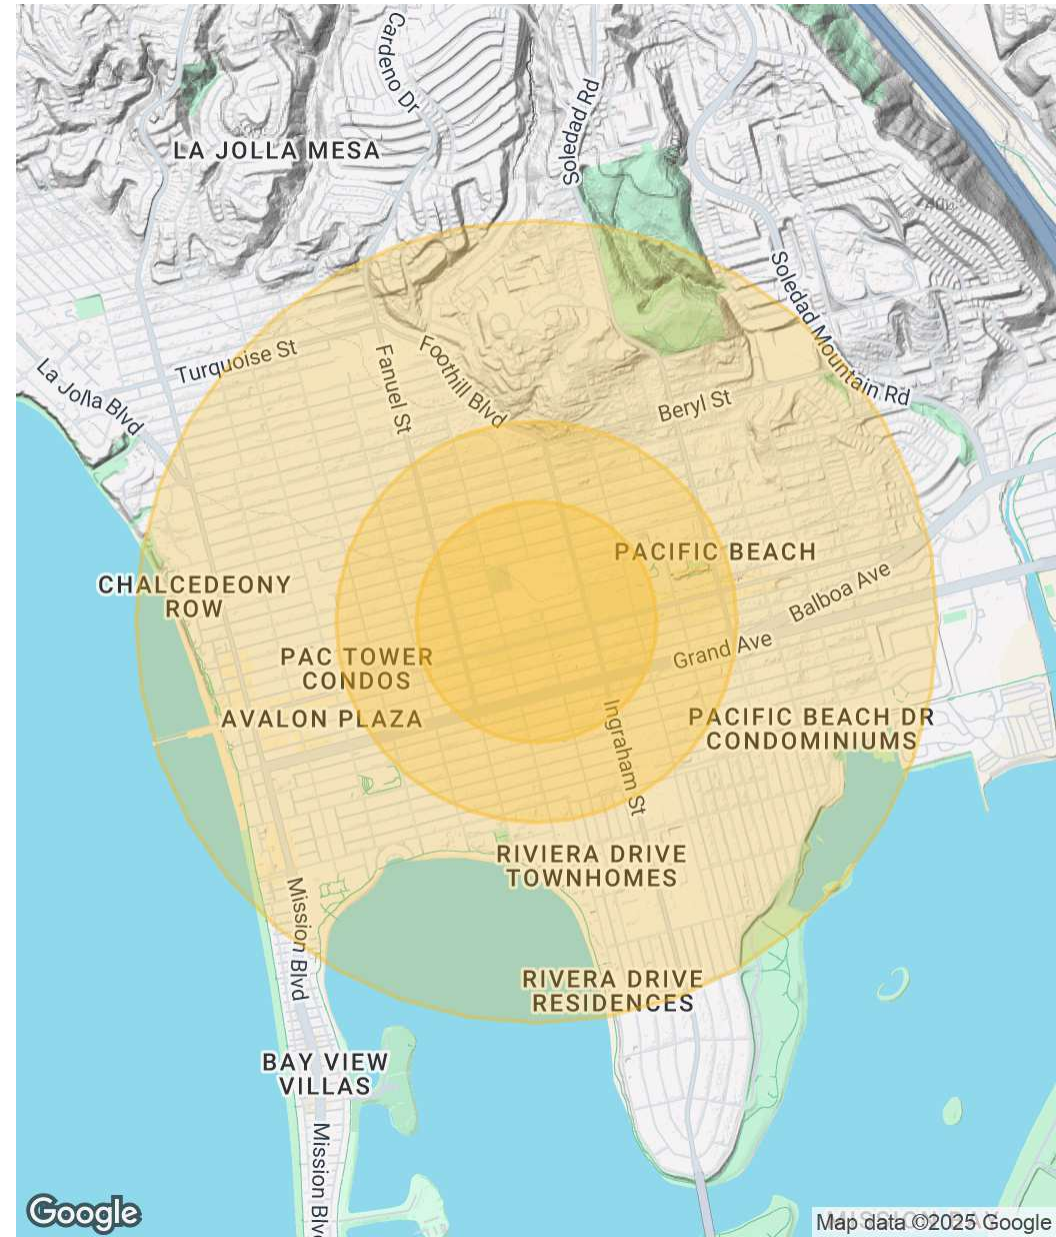 Cardeno Dr
Soledad Rd
LA JOLLA MESA
Soledad Mountain Rd
Turquoise St
La Jolla Blvd
Fanuel St
Foothill Blvd
Beryl St
PACIFIC BEACH
CHALCEDEONY
ROW
Balboa Ave
PAC TOWER
CONDOS
Grand Ave
AVALON PLAZA
PACIFIC BEACH DR
CONDOMINIUMS
Ingraham St
RIVIERA DRIVE
TOWNHOMES
Mission Blvd
RIVERA DRIVE
RESIDENCES
BAY VIEW
VILLAS
Mission Blv
Google
Map data ©2025 Google